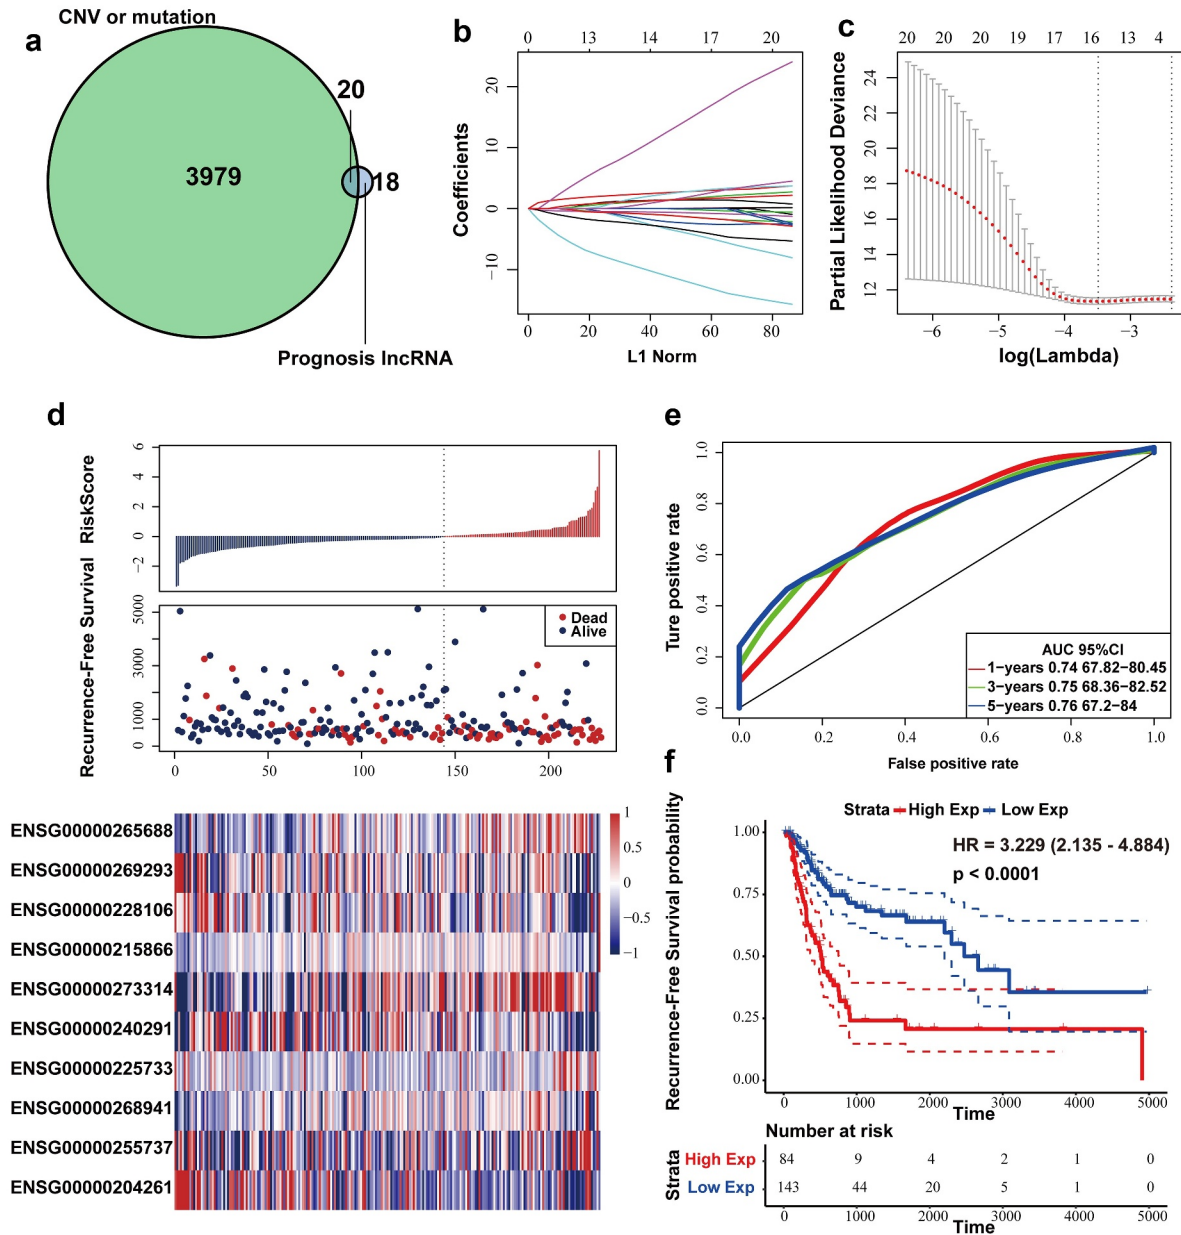 a
CNV or mutation
20
3979
18
Prognosis lncRNA
b
0 13 14 17 20
Coefficients
20
10
0
−10
0 20 40 60 80
L1 Norm
c
20 20 20 19 17 16 13 4
Partial Likelihood Deviance
24
22
20
18
16
14
12
−6 −5 −4 −3
log(Lambda)
d
RiskScore
6
4
2
0
−2
Recurrence-Free Survival
5000
3000
1000
0
Dead
Alive
0 50 100 150 200
ENSG00000265688
ENSG00000269293
ENSG00000228106
ENSG00000215866
ENSG00000273314
ENSG00000240291
ENSG00000225733
ENSG00000268941
ENSG00000255737
ENSG00000204261
1
0.5
0
−0.5
−1
e
Ture positive rate
1.0
0.8
0.6
0.4
0.2
0.0
AUC 95%CI
1−years 0.74 67.82−80.45
3−years 0.75 68.36−82.52
5−years 0.76 67.2−84
0.0 0.2 0.4 0.6 0.8 1.0
False positive rate
f
Strata High Exp Low Exp
HR = 3.229 (2.135 - 4.884)
p < 0.0001
Recurrence-Free Survival probability
1.00
0.75
0.50
0.25
0.00
0 1000 2000 3000 4000 5000
Time
Number at risk
Strata
High Exp 84 9 4 2 1 0
Low Exp 143 44 20 5 1 0
0 1000 2000 3000 4000 5000
Time